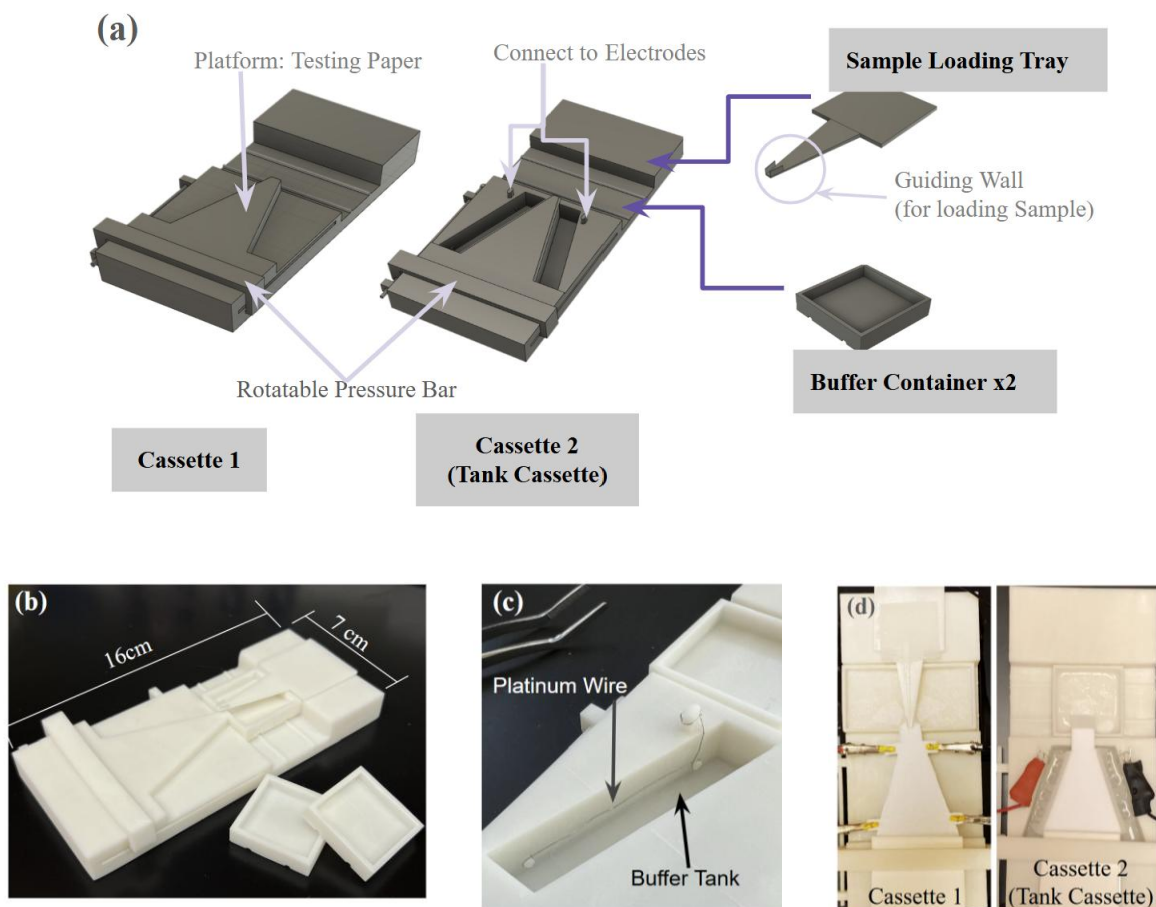 (a)
Platform: Testing Paper
Connect to Electrodes
Sample Loading Tray
Guiding Wall
(for loading Sample)
Rotatable Pressure Bar
Buffer Container x2
Cassette 1
Cassette 2
(Tank Cassette)
(b)
16cm
7 cm
(c)
Platinum Wire
Buffer Tank
(d)
Cassette 1
Cassette 2
(Tank Cassette)